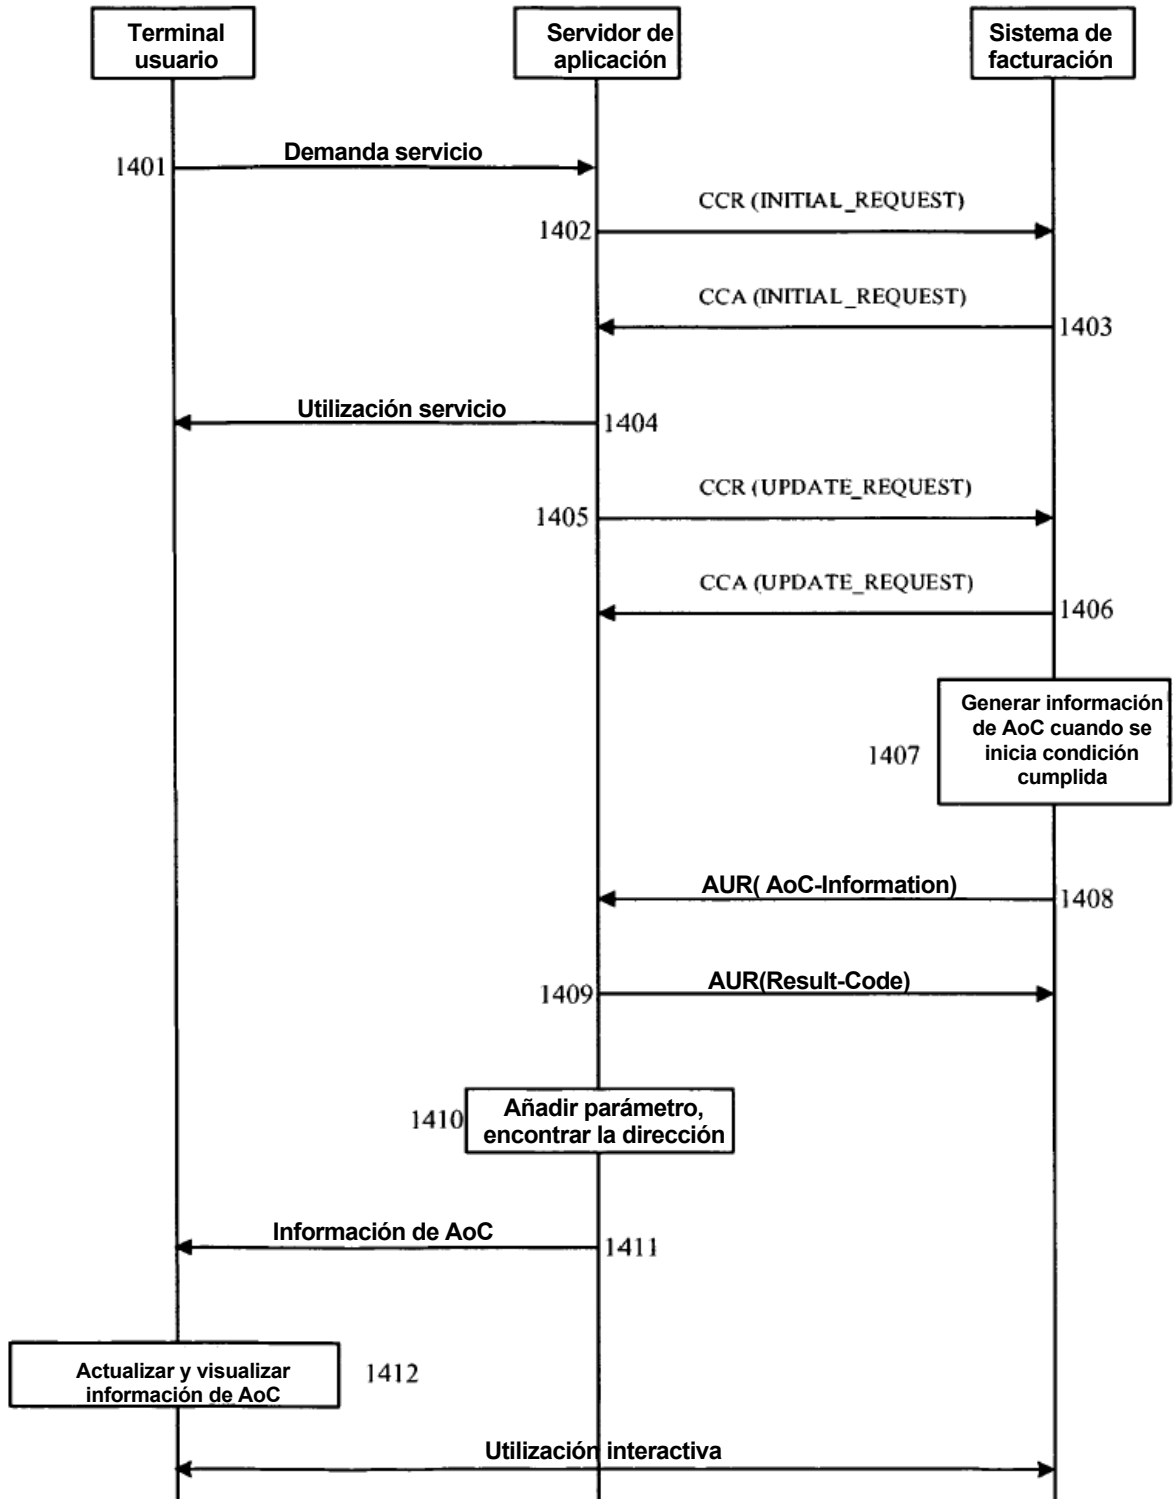 Terminal
usuario
Servidor de
aplicación
Sistema de
facturación
Demanda servicio
1401
CCR (INITIAL_REQUEST)
1402
CCA (INITIAL_REQUEST)
1403
Utilización servicio
1404
CCR (UPDATE_REQUEST)
1405
CCA (UPDATE_REQUEST)
1406
Generar información
de AoC cuando se
inicia condición
cumplida
1407
AUR( AoC-Information)
1408
AUR(Result-Code)
1409
Añadir parámetro,
encontrar la dirección
1410
Información de AoC
1411
Actualizar y visualizar
información de AoC
1412
Utilización interactiva